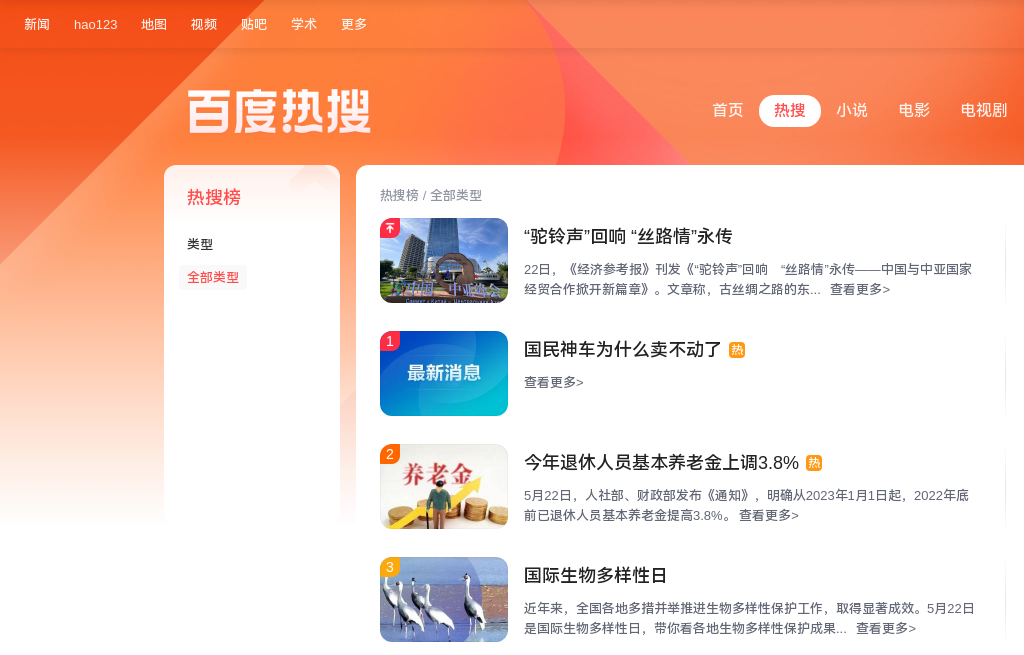 新闻 hao123 地图 视频 贴吧 学术 更多
百度热搜
首页 热搜 小说 电影 电视剧
热搜榜
类型
全部类型
热搜榜 / 全部类型
中国 中亚峰会
“驼铃声”回响 “丝路情”永传
22日，《经济参考报》刊发《“驼铃声”回响　“丝路情”永传——中国与中亚国家
经贸合作掀开新篇章》。文章称，古丝绸之路的东... 查看更多>
1
最新消息
国民神车为什么卖不动了 热
查看更多>
2
养老金
今年退休人员基本养老金上调3.8% 热
5月22日，人社部、财政部发布《通知》，明确从2023年1月1日起，2022年底
前已退休人员基本养老金提高3.8%。 查看更多>
3
国际生物多样性日
近年来，全国各地多措并举推进生物多样性保护工作，取得显著成效。5月22日
是国际生物多样性日，带你看各地生物多样性保护成果... 查看更多>